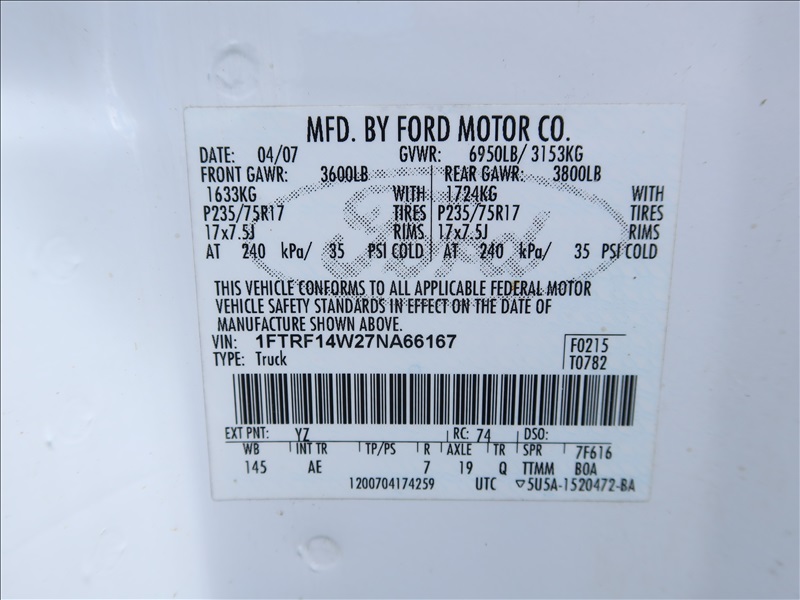 MFD. BY FORD MOTOR CO.
DATE: 04/07 GVWR: 6950LB/ 3153KG
FRONT GAWR: 3600LB REAR GAWR: 3800LB
1633KG WITH 1724KG WITH
P235/75R17 TIRES P235/75R17 TIRES
17x7.5J RIMS 17x7.5J RIMS
AT 240 kPa/ 35 PSI COLD AT 240 kPa/ 35 PSI COLD
Ford
THIS VEHICLE CONFORMS TO ALL APPLICABLE FEDERAL MOTOR
VEHICLE SAFETY STANDARDS IN EFFECT ON THE DATE OF
MANUFACTURE SHOWN ABOVE.
VIN: 1FTRF14W27NA66167 F0215
TYPE: Truck T0782
EXT PNT: YZ RC: 74 DSO:
WB INT TR TP/PS R AXLE TR SPR 7F616
145 AE 7 19 Q TTMM BOA
1200704174259 UTC ▽5U5A-1520472-BA